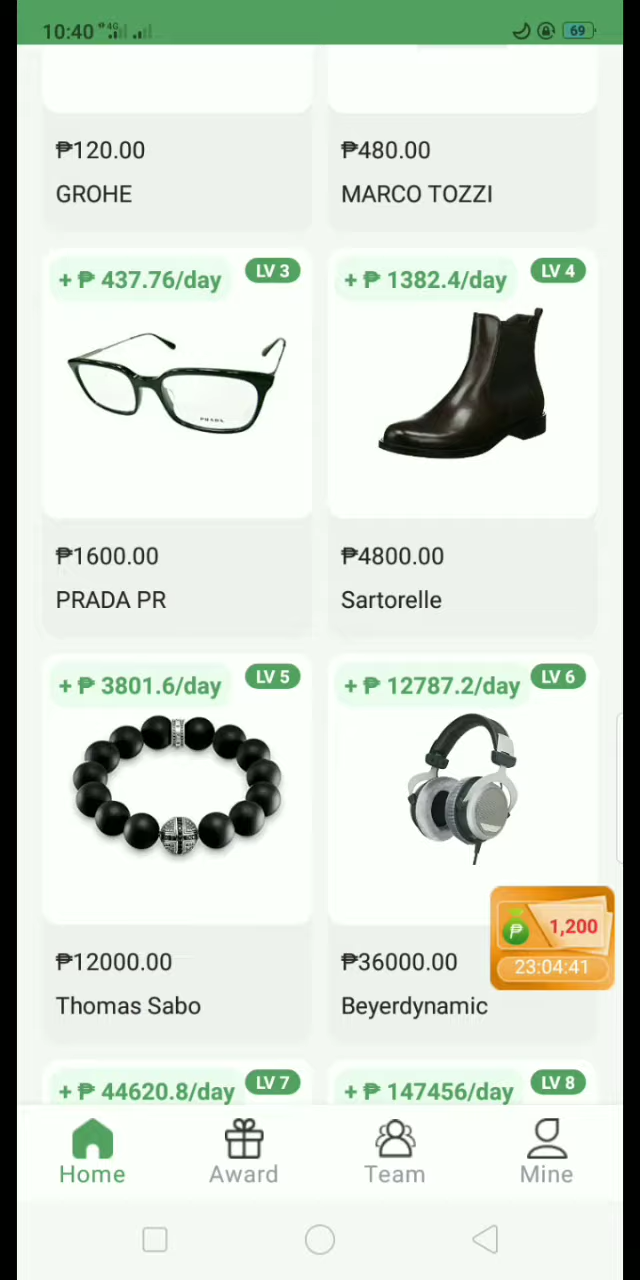 10:40 4G 69
₱120.00 ₱480.00
GROHE MARCO TOZZI
+ ₱ 437.76/day LV 3 + ₱ 1382.4/day LV 4
PRADA
₱1600.00 ₱4800.00
PRADA PR Sartorelle
+ ₱ 3801.6/day LV 5 + ₱ 12787.2/day LV 6
₱ 1,200
23:04:41
₱12000.00 ₱36000.00
Thomas Sabo Beyerdynamic
+ ₱ 44620.8/day LV 7 + ₱ 147456/day LV 8
Home Award Team Mine